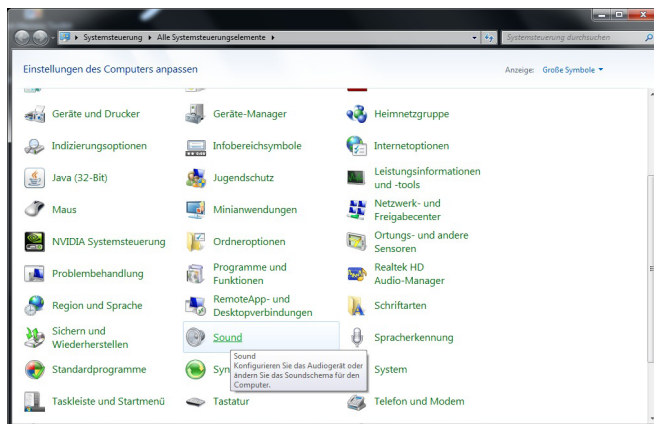 Systemsteuerung ▸ Alle Systemsteuerungselemente ▸
Systemsteuerung durchsuchen
Einstellungen des Computers anpassen
Anzeige: Große Symbole
Geräte und Drucker
Geräte-Manager
Heimnetzgruppe
Indizierungsoptionen
Infobereichsymbole
Internetoptionen
Java (32-Bit)
Jugendschutz
Leistungsinformationen
und -tools
Maus
Minianwendungen
Netzwerk- und
Freigabecenter
NVIDIA Systemsteuerung
Ordneroptionen
Ortungs- und andere
Sensoren
Problembehandlung
Programme und
Funktionen
Realtek HD
Audio-Manager
Region und Sprache
RemoteApp- und
Desktopverbindungen
Schriftarten
Sichern und
Wiederherstellen
Sound
Spracherkennung
Sound
Konfigurieren Sie das Audiogerät oder
ändern Sie das Soundschema für den
Computer.
Standardprogramme
Syn
System
Taskleiste und Startmenü
Tastatur
Telefon und Modem